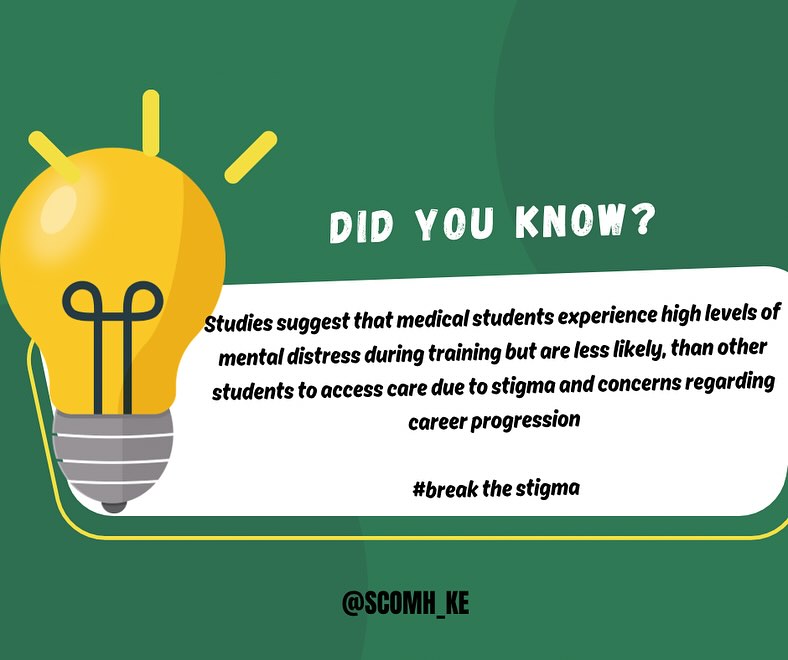 DID YOU KNOW?
Studies suggest that medical students experience high levels of
mental distress during training but are less likely, than other
students to access care due to stigma and concerns regarding
career progression
#break the stigma
@SCOMH_KE